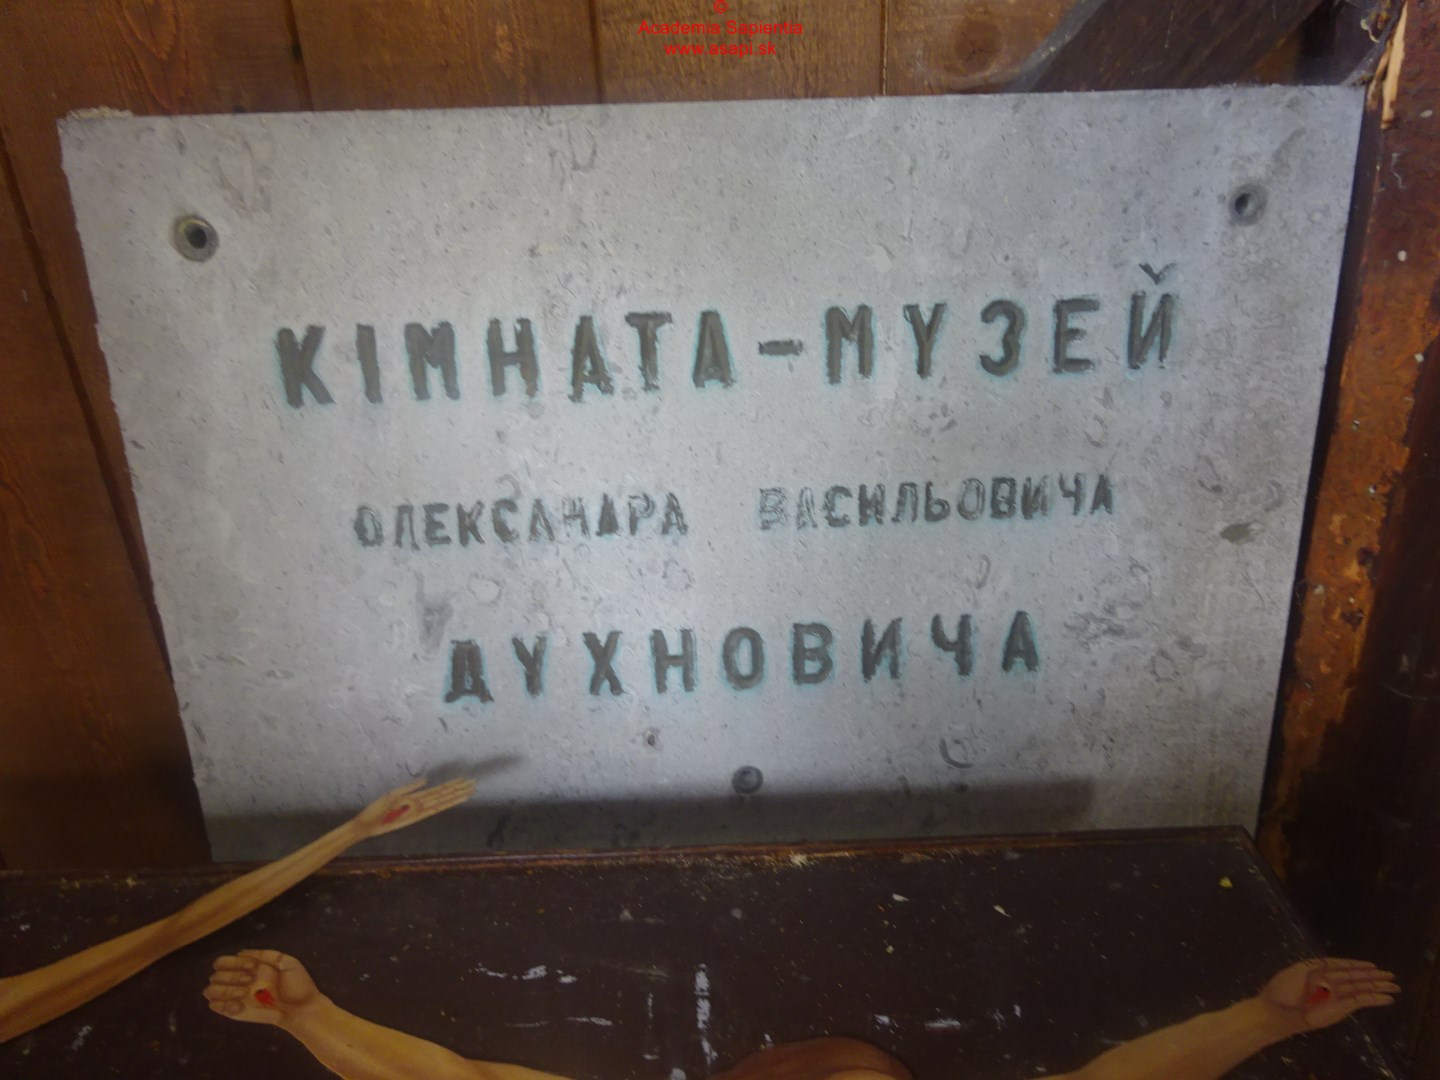 ©
Academia Sapientia
www.asapi.sk
КІМНАТА-МУЗЕЙ
ОЛЕКСАНДРА ВАСИЛЬОВИЧА
ДУХНОВИЧА